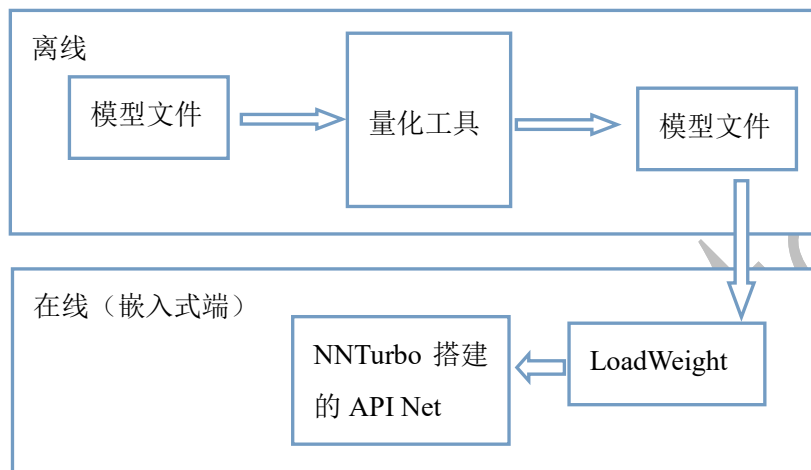 离线
模型文件
量化工具
模型文件
在线（嵌入式端）
NNTurbo 搭建
的 API Net
LoadWeight